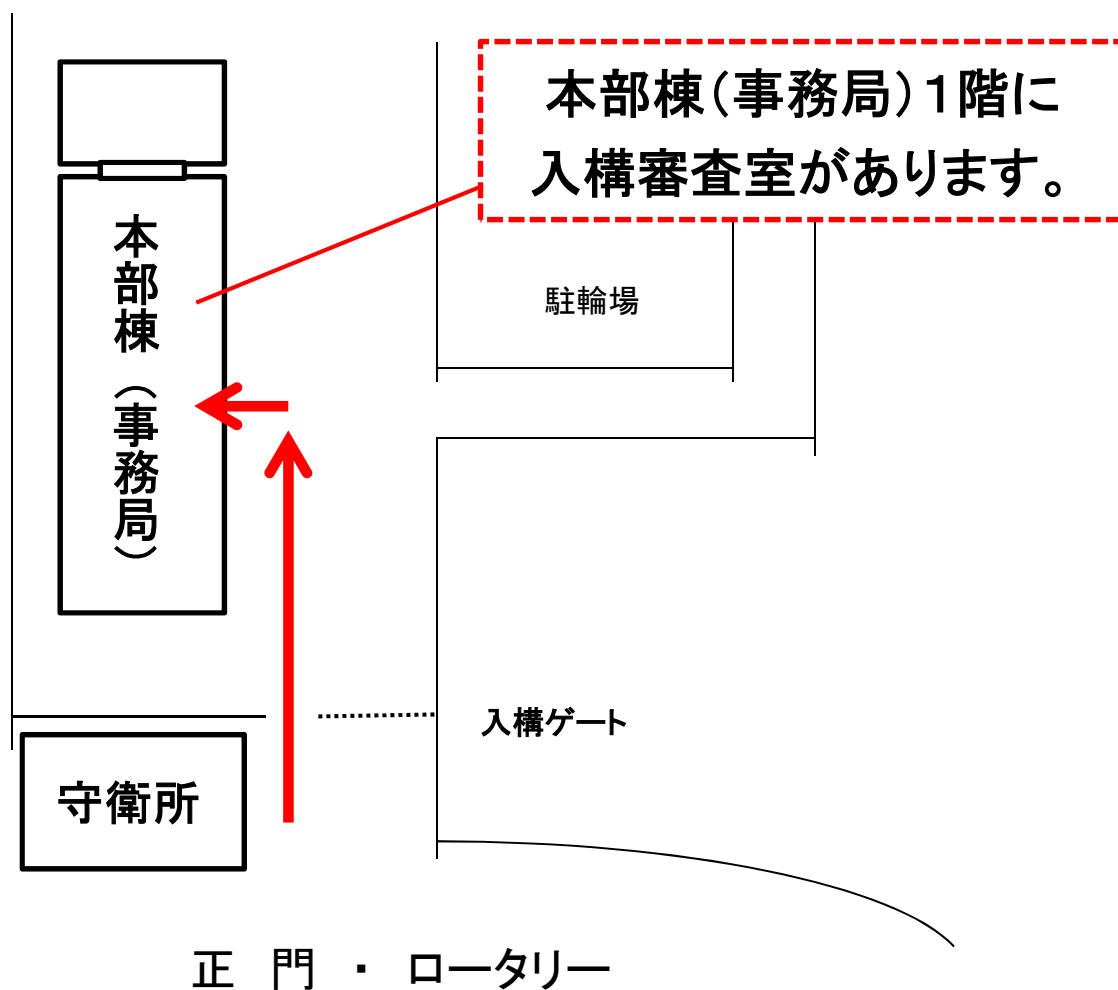 本部棟（事務局）１階に
入構審査室があります。
本部棟（事務局）
駐輪場
入構ゲート
守衛所
正　門　・　ロータリー